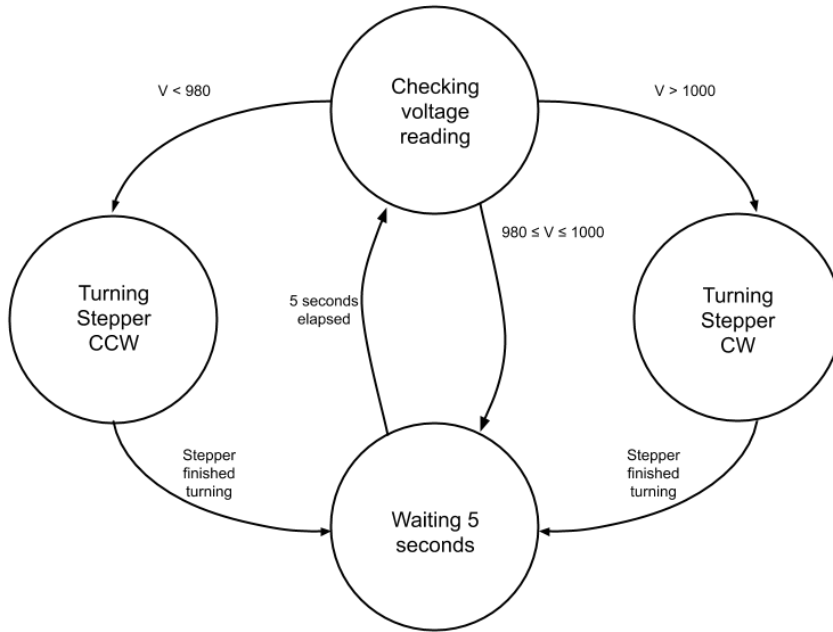 Checking
voltage
reading
V < 980
V > 1000
980 ≤ V ≤ 1000
Turning
Stepper
CCW
5 seconds
elapsed
Turning
Stepper
CW
Stepper
finished
turning
Stepper
finished
turning
Waiting 5
seconds